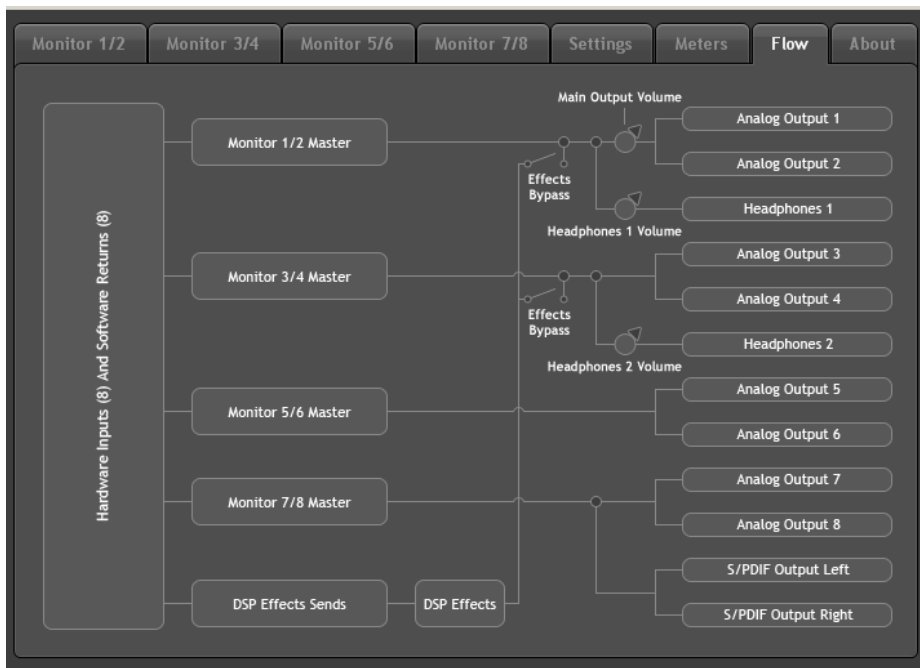 Monitor 1/2 Monitor 3/4 Monitor 5/6 Monitor 7/8 Settings Meters Flow About
Hardware Inputs (8) And Software Returns (8)
Monitor 1/2 Master
Main Output Volume
Analog Output 1
Analog Output 2
Effects
Bypass
Headphones 1
Headphones 1 Volume
Monitor 3/4 Master
Analog Output 3
Analog Output 4
Effects
Bypass
Headphones 2
Headphones 2 Volume
Monitor 5/6 Master
Analog Output 5
Analog Output 6
Monitor 7/8 Master
Analog Output 7
Analog Output 8
S/PDIF Output Left
S/PDIF Output Right
DSP Effects Sends
DSP Effects